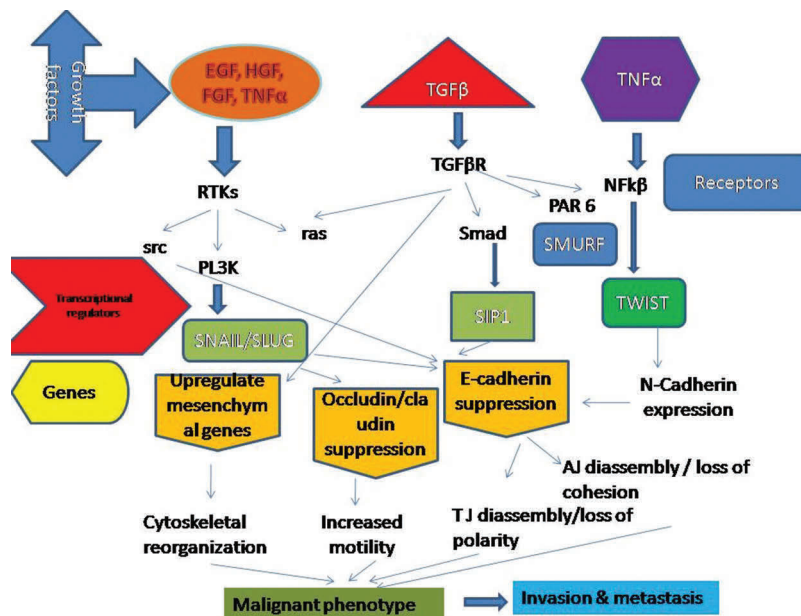 Growth
factors
EGF, HGF,
FGF, TNFα
TGFβ
TNFα
RTKs
TGFβR
NFkβ
Receptors
src
ras
PL3K
Smad
PAR 6
SMURF
Transcriptional
regulators
SNAIL/SLUG
SIP1
TWIST
Genes
Upregulate
mesenchym
al genes
Occludin/cla
udin
suppression
E-cadherin
suppression
N-Cadherin
expression
Cytoskeletal
reorganization
Increased
motility
TJ diassembly/loss of
polarity
AJ diassembly / loss of
cohesion
Malignant phenotype
Invasion & metastasis